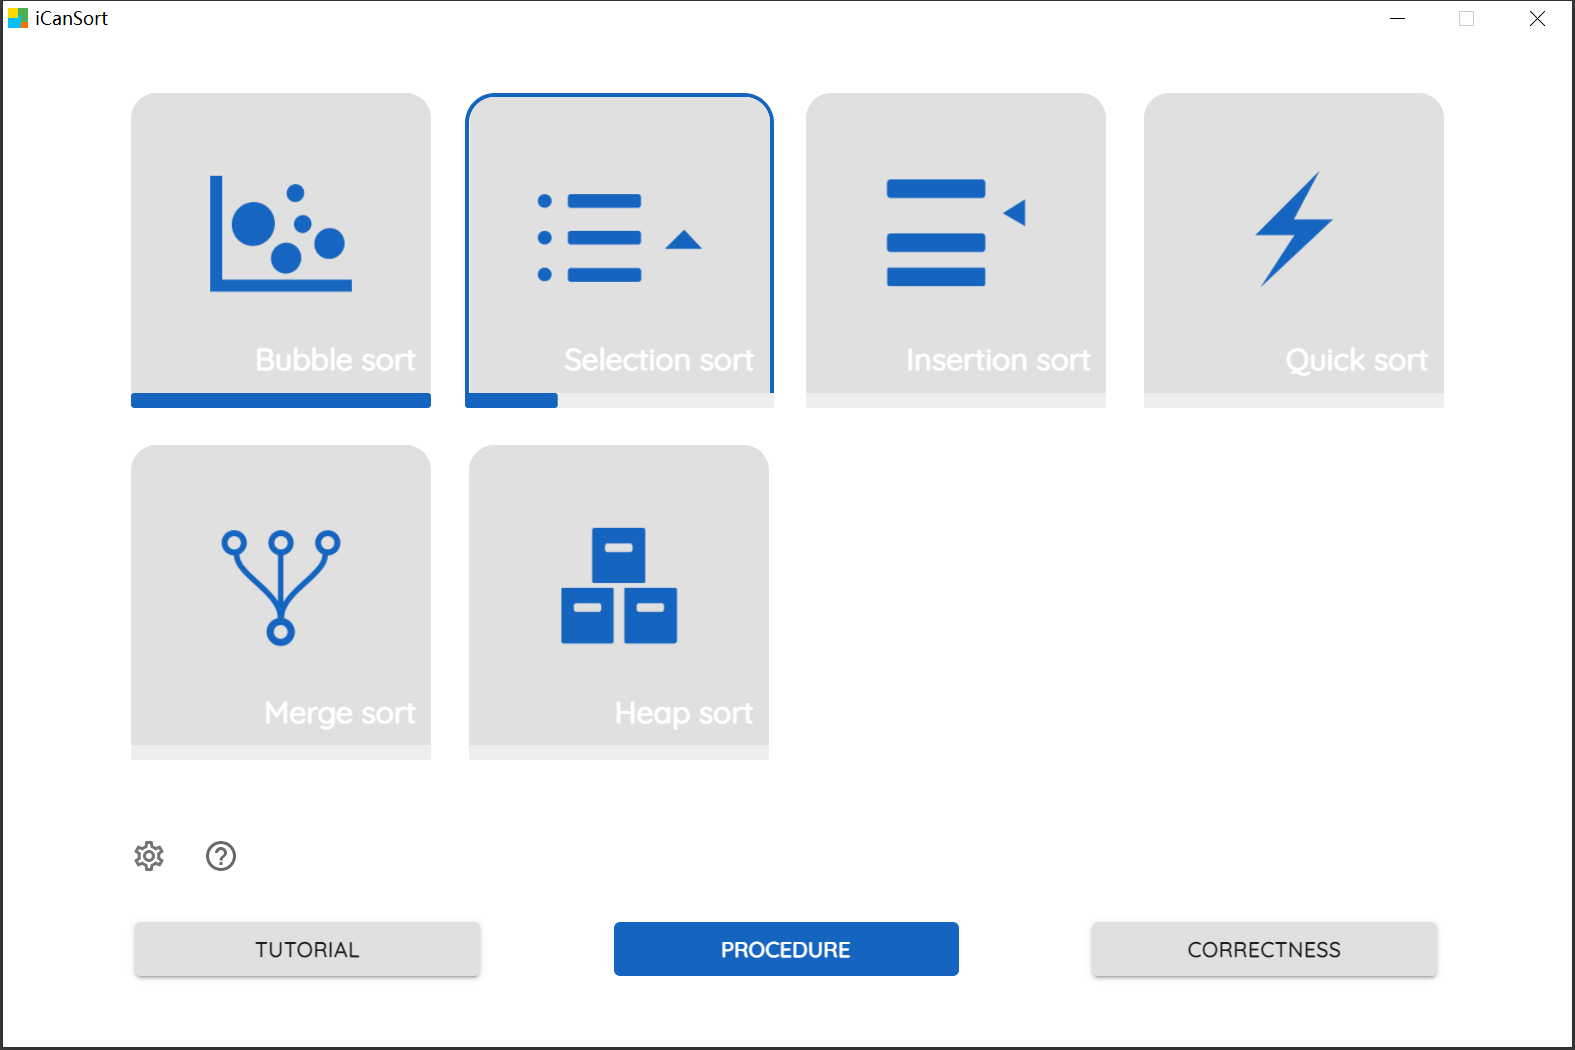 iCanSort
Bubble sort
Selection sort
Insertion sort
Quick sort
Merge sort
Heap sort
?
TUTORIAL
PROCEDURE
CORRECTNESS